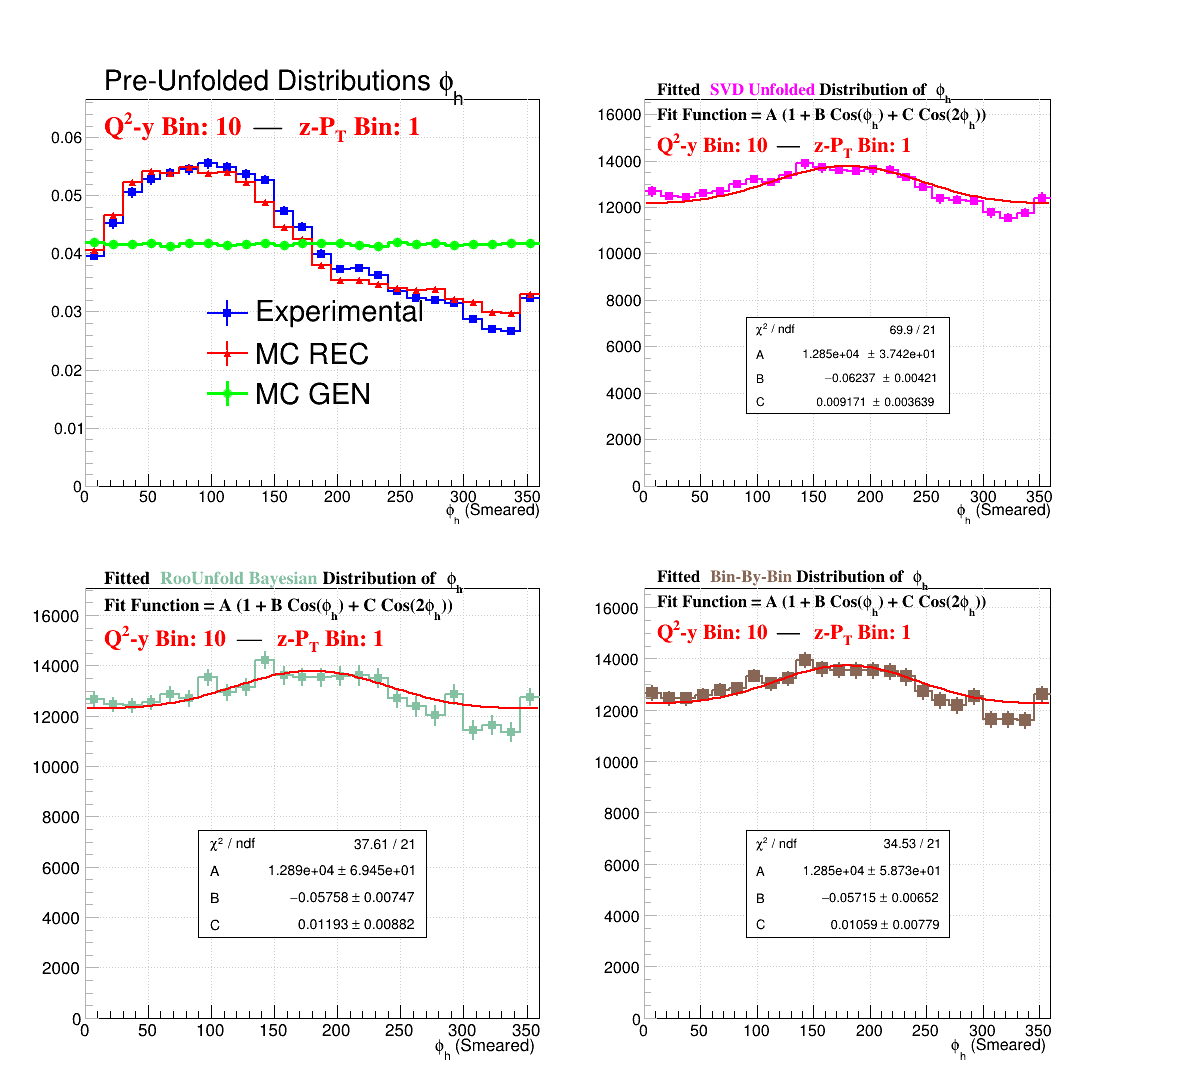 Pre-Unfolded Distributions ϕh
Q²-y Bin: 10 — z-PT Bin: 1
0.06
0.05
0.04
0.03
0.02
0.01
0
Experimental
MC REC
MC GEN
0 50 100 150 200 250 300 350
ϕh (Smeared)
Fitted SVD Unfolded Distribution of ϕh
Fit Function = A (1 + B Cos(ϕh) + C Cos(2ϕh))
Q²-y Bin: 10 — z-PT Bin: 1
16000
14000
12000
10000
8000
6000
4000
2000
0
χ² / ndf 69.9 / 21
A 1.285e+04 ± 3.742e+01
B −0.06237 ± 0.00421
C 0.009171 ± 0.003639
0 50 100 150 200 250 300 350
ϕh (Smeared)
Fitted RooUnfold Bayesian Distribution of ϕh
Fit Function = A (1 + B Cos(ϕh) + C Cos(2ϕh))
Q²-y Bin: 10 — z-PT Bin: 1
16000
14000
12000
10000
8000
6000
4000
2000
0
χ² / ndf 37.61 / 21
A 1.289e+04 ± 6.945e+01
B −0.05758 ± 0.00747
C 0.01193 ± 0.00882
0 50 100 150 200 250 300 350
ϕh (Smeared)
Fitted Bin-By-Bin Distribution of ϕh
Fit Function = A (1 + B Cos(ϕh) + C Cos(2ϕh))
Q²-y Bin: 10 — z-PT Bin: 1
16000
14000
12000
10000
8000
6000
4000
2000
0
χ² / ndf 34.53 / 21
A 1.285e+04 ± 5.873e+01
B −0.05715 ± 0.00652
C 0.01059 ± 0.00779
0 50 100 150 200 250 300 350
ϕh (Smeared)